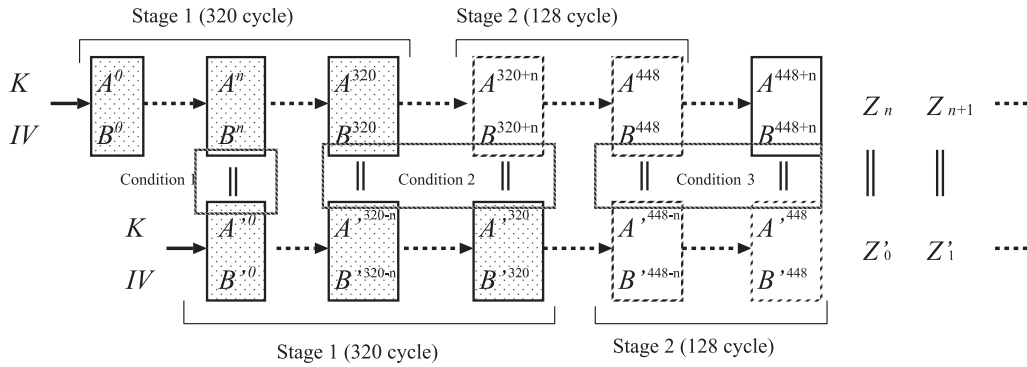 Stage 1 (320 cycle) Stage 2 (128 cycle)
K A^0 A^n A^320 A^320+n A^448 A^448+n Z_n Z_n+1
IV B^0 B^n B^320 B^320+n B^448 B^448+n
Condition 1 || || Condition 2 || || Condition 3 || || ||
K A'^0 A'^320-n A'^320 A'^448-n A'^448 Z'_0 Z'_1
IV B'^0 B'^320-n B'^320 B'^448-n B'^448
Stage 1 (320 cycle) Stage 2 (128 cycle)